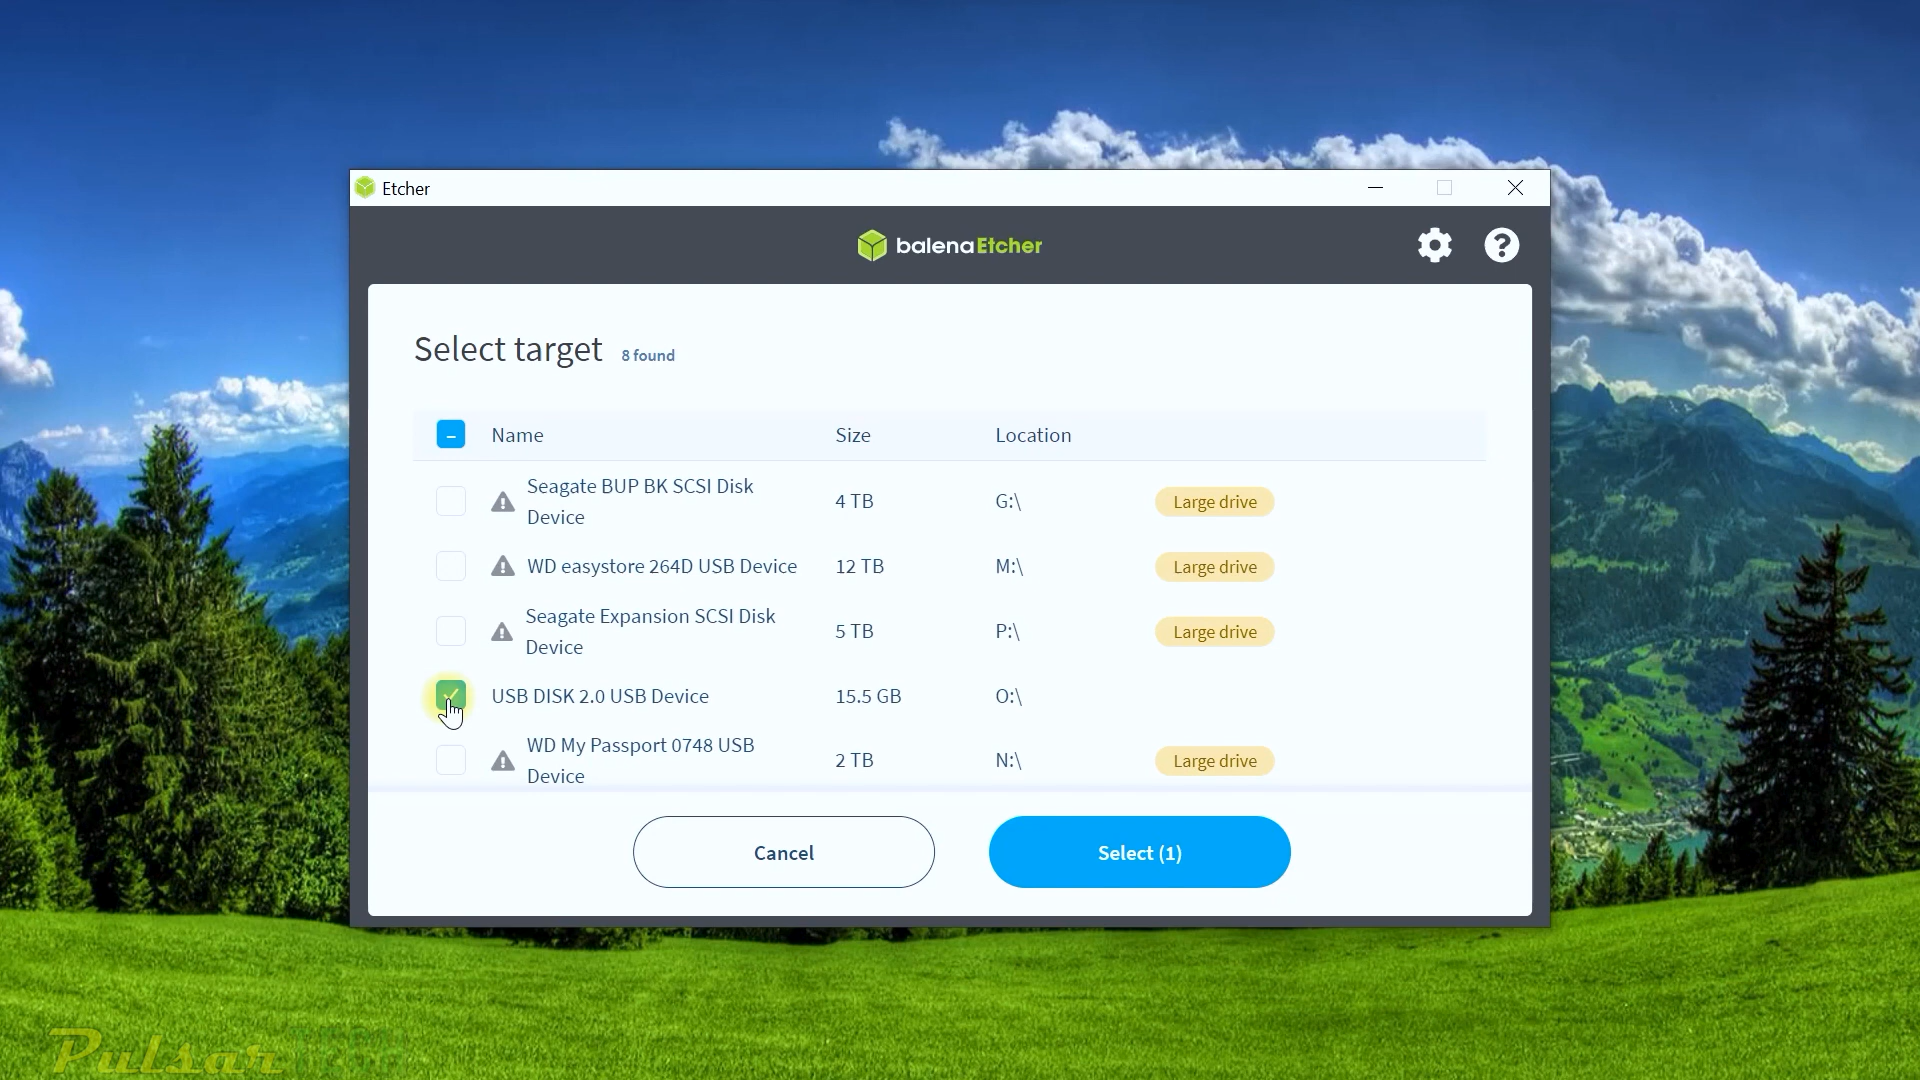 Etcher
balenaEtcher
Select target 8 found
Name Size Location
Seagate BUP BK SCSI Disk
Device
4 TB G:\ Large drive
WD easystore 264D USB Device 12 TB M:\ Large drive
Seagate Expansion SCSI Disk
Device
5 TB P:\ Large drive
USB DISK 2.0 USB Device 15.5 GB O:\
WD My Passport 0748 USB
Device
2 TB N:\ Large drive
Cancel Select (1)
Pulsar